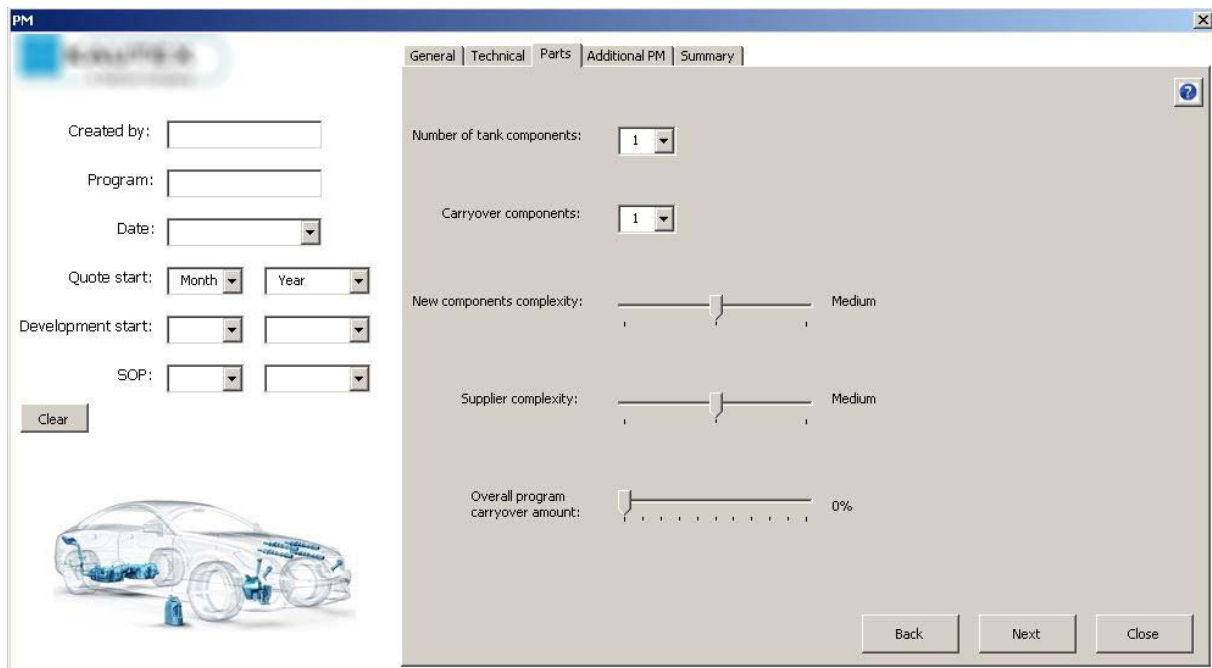 PM
General
Technical
Parts
Additional PM
Summary
Created by:
Program:
Date:
Quote start:
Month
Year
Development start:
SOP:
Clear
Number of tank components:
1
Carryover components:
1
New components complexity:
Medium
Supplier complexity:
Medium
Overall program
carryover amount:
0%
Back
Next
Close